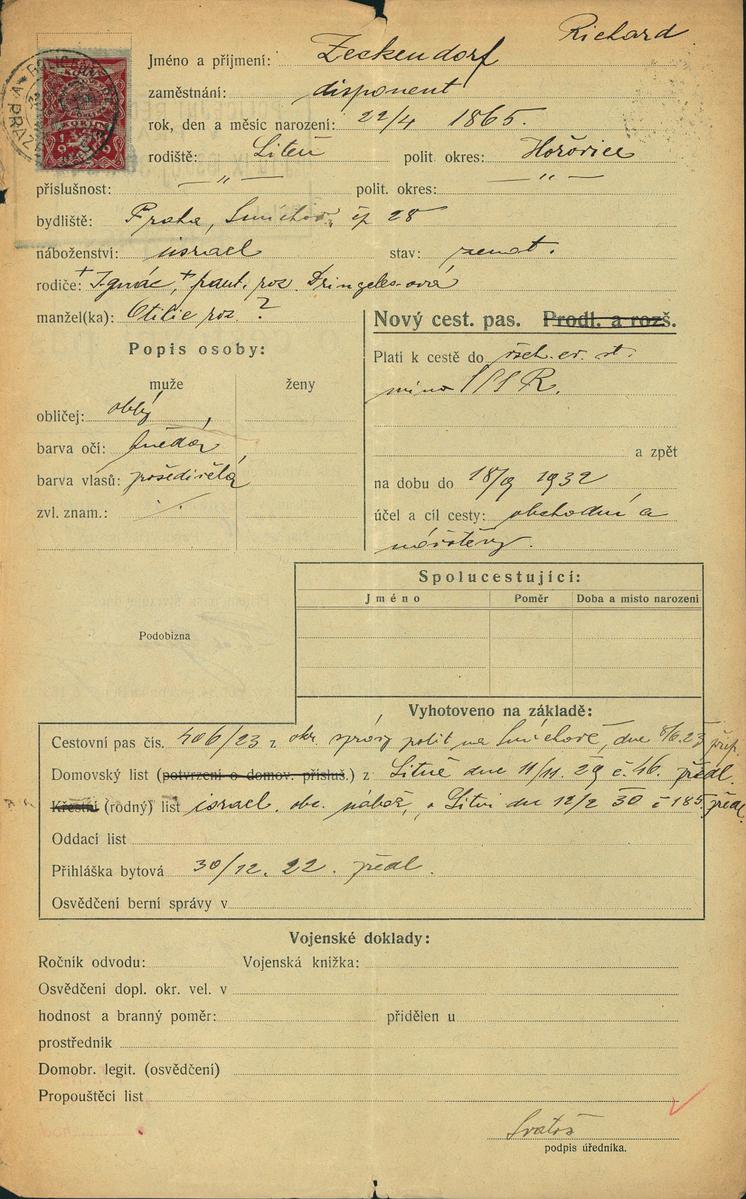 Richard
Jméno a příjmení: Zeckendorf
zaměstnání: disponent
rok, den a měsíc narození: 22/4 1865.
rodiště: Liteň polit. okres: Hořovice
příslušnost: — " — polit. okres: — " —
bydliště: Praha, Smíchov, čp 28
náboženství: israel stav: ženat.
rodiče: + Ignác, + frant. roz.
manžel(ka): Otilie roz. ?
Nový cest. pas. Prodl. a rozš.
Popis osoby:
Platí k cestě do všech. ev. st.
muže ženy
mimo SSSR.
obličej: oblý
barva očí: hnědá
a zpět
barva vlasů: prošedivělá
na dobu do 18/9 1932
zvl. znam.: ·/·
účel a cíl cesty: obchodní a
návštěvy.
Spolucestující:
Jméno Poměr Doba a místo narození
Podobizna
Vyhotoveno na základě:
Cestovní pas čís. 406/23 z okr. správy polit na Smíchově, dne 8/6.23
Domovský list (potvrzení o domov. přísluš.) z Litně dne 11/11. 29 č. 46. předl.
Křestní (rodný) list israel. obc. nábož. v Litni dne 12/2 30 č 185 předl.
Oddací list
Přihláška bytová 30/12. 22. předl.
Osvědčení berní správy v
Vojenské doklady:
Ročník odvodu: Vojenská knížka:
Osvědčení dopl. okr. vel. v
hodnost a branný poměr: přidělen u
prostředník
Domobr. legit. (osvědčení)
Propouštěcí list
Svatoš
podpis úředníka.